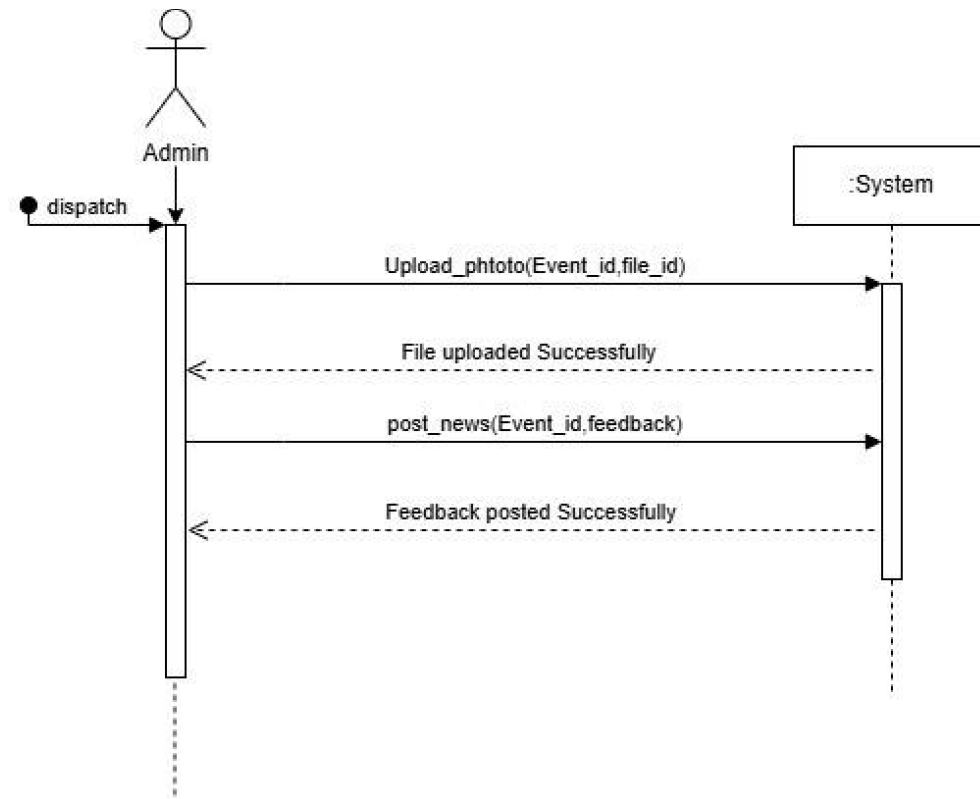 Admin
:System
dispatch
Upload_phtoto(Event_id,file_id)
File uploaded Successfully
post_news(Event_id,feedback)
Feedback posted Successfully